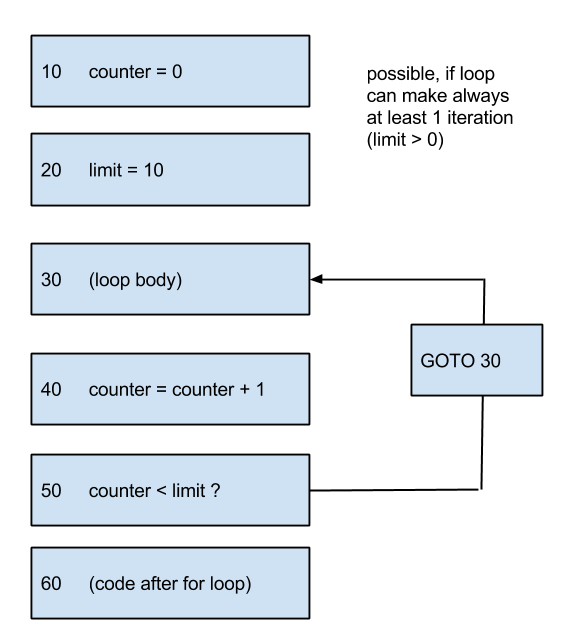 10 counter = 0
possible, if loop
can make always
at least 1 iteration
(limit > 0)
20 limit = 10
30 (loop body)
GOTO 30
40 counter = counter + 1
50 counter < limit ?
60 (code after for loop)